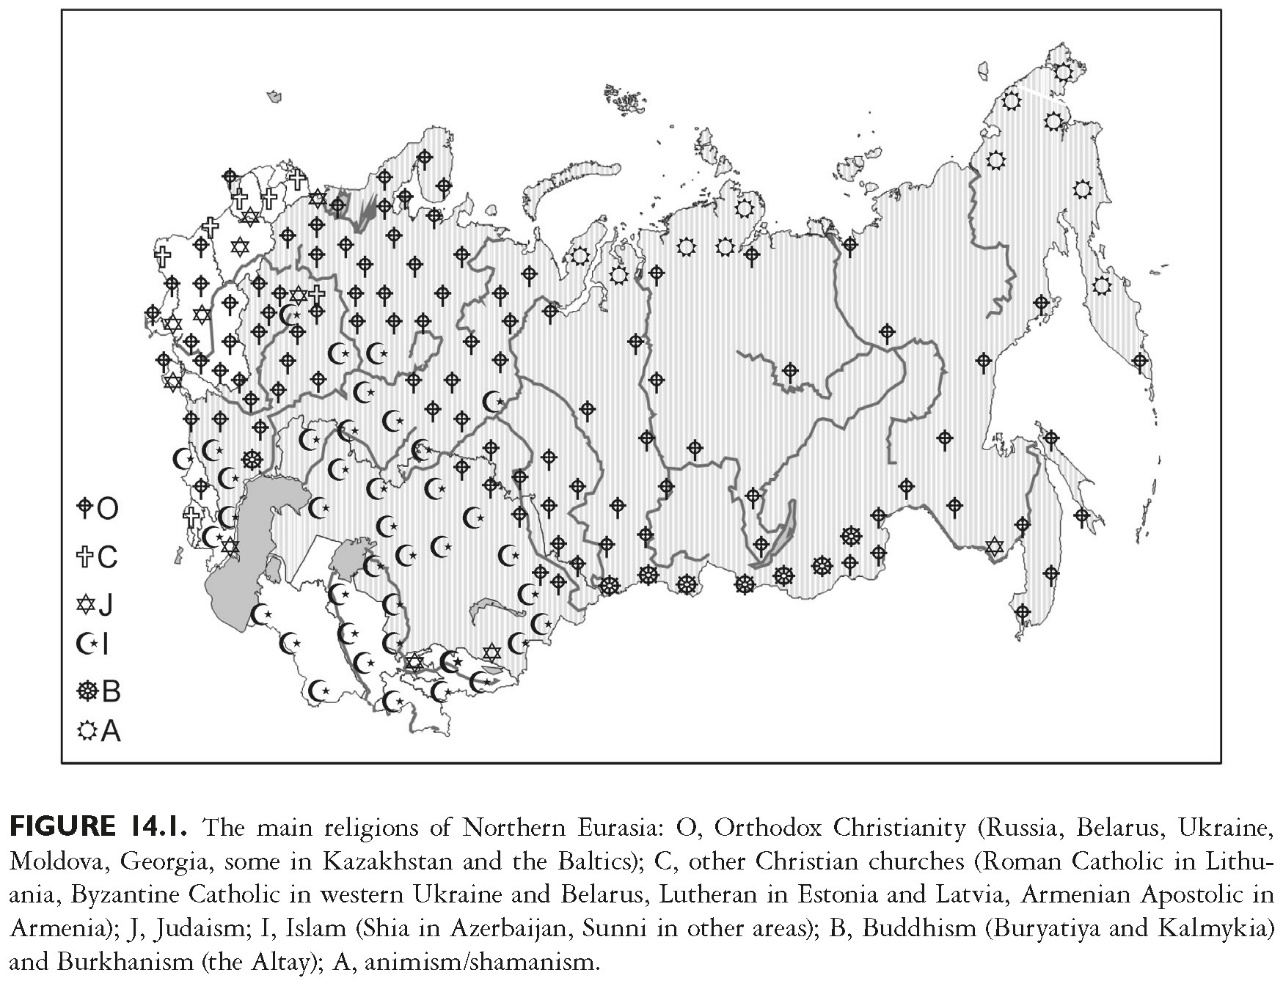 O
C
J
I
B
A
FIGURE 14.1. The main religions of Northern Eurasia: O, Orthodox Christianity (Russia, Belarus, Ukraine,
Moldova, Georgia, some in Kazakhstan and the Baltics); C, other Christian churches (Roman Catholic in Lithu-
ania, Byzantine Catholic in western Ukraine and Belarus, Lutheran in Estonia and Latvia, Armenian Apostolic in
Armenia); J, Judaism; I, Islam (Shia in Azerbaijan, Sunni in other areas); B, Buddhism (Buryatiya and Kalmykia)
and Burkhanism (the Altay); A, animism/shamanism.